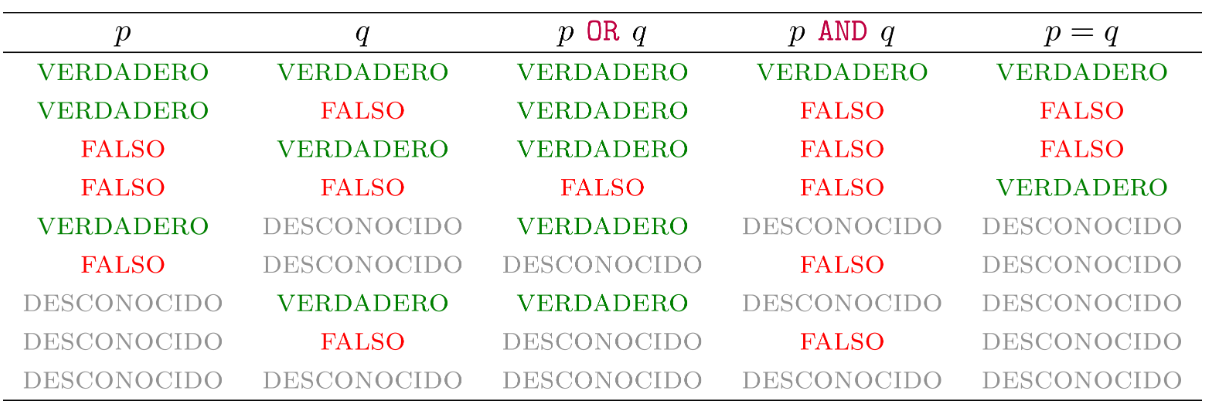 p q p OR q p AND q p = q
VERDADERO VERDADERO VERDADERO VERDADERO VERDADERO
VERDADERO FALSO VERDADERO FALSO FALSO
FALSO VERDADERO VERDADERO FALSO FALSO
FALSO FALSO FALSO FALSO VERDADERO
VERDADERO DESCONOCIDO VERDADERO DESCONOCIDO DESCONOCIDO
FALSO DESCONOCIDO DESCONOCIDO FALSO DESCONOCIDO
DESCONOCIDO VERDADERO VERDADERO DESCONOCIDO DESCONOCIDO
DESCONOCIDO FALSO DESCONOCIDO FALSO DESCONOCIDO
DESCONOCIDO DESCONOCIDO DESCONOCIDO DESCONOCIDO DESCONOCIDO